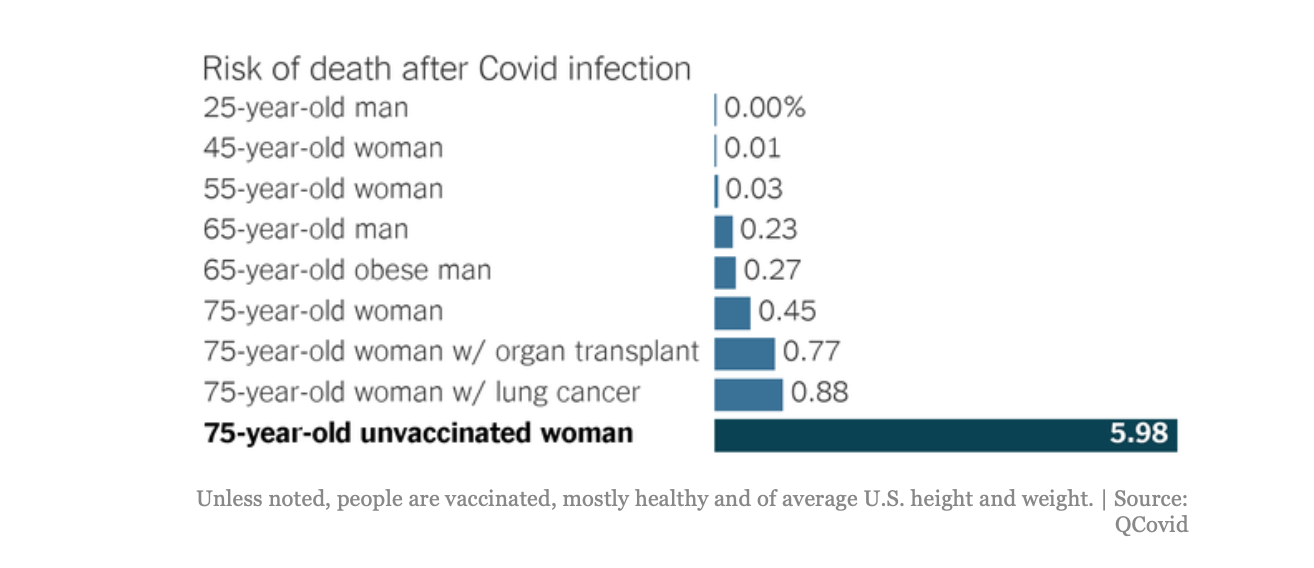 Risk of death after Covid infection
25-year-old man 0.00%
45-year-old woman 0.01
55-year-old woman 0.03
65-year-old man 0.23
65-year-old obese man 0.27
75-year-old woman 0.45
75-year-old woman w/ organ transplant 0.77
75-year-old woman w/ lung cancer 0.88
75-year-old unvaccinated woman 5.98
Unless noted, people are vaccinated, mostly healthy and of average U.S. height and weight. | Source:
QCovid